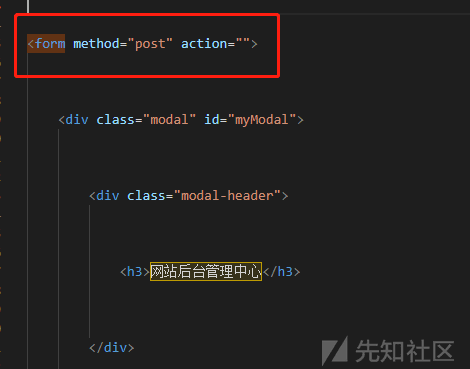 <form method="post" action="">
<div class="modal" id="myModal">
<div class="modal-header">
<h3>网站后台管理中心</h3>
</div>
先知社区